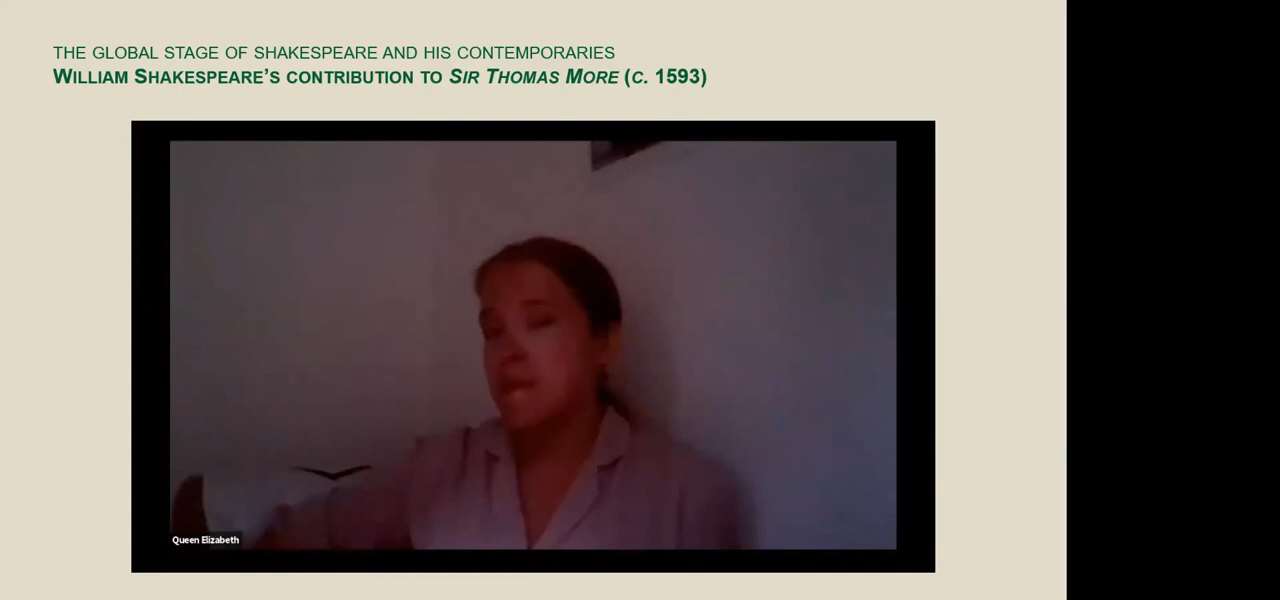 THE GLOBAL STAGE OF SHAKESPEARE AND HIS CONTEMPORARIES
WILLIAM SHAKESPEARE’S CONTRIBUTION TO SIR THOMAS MORE (C. 1593)
Queen Elizabeth